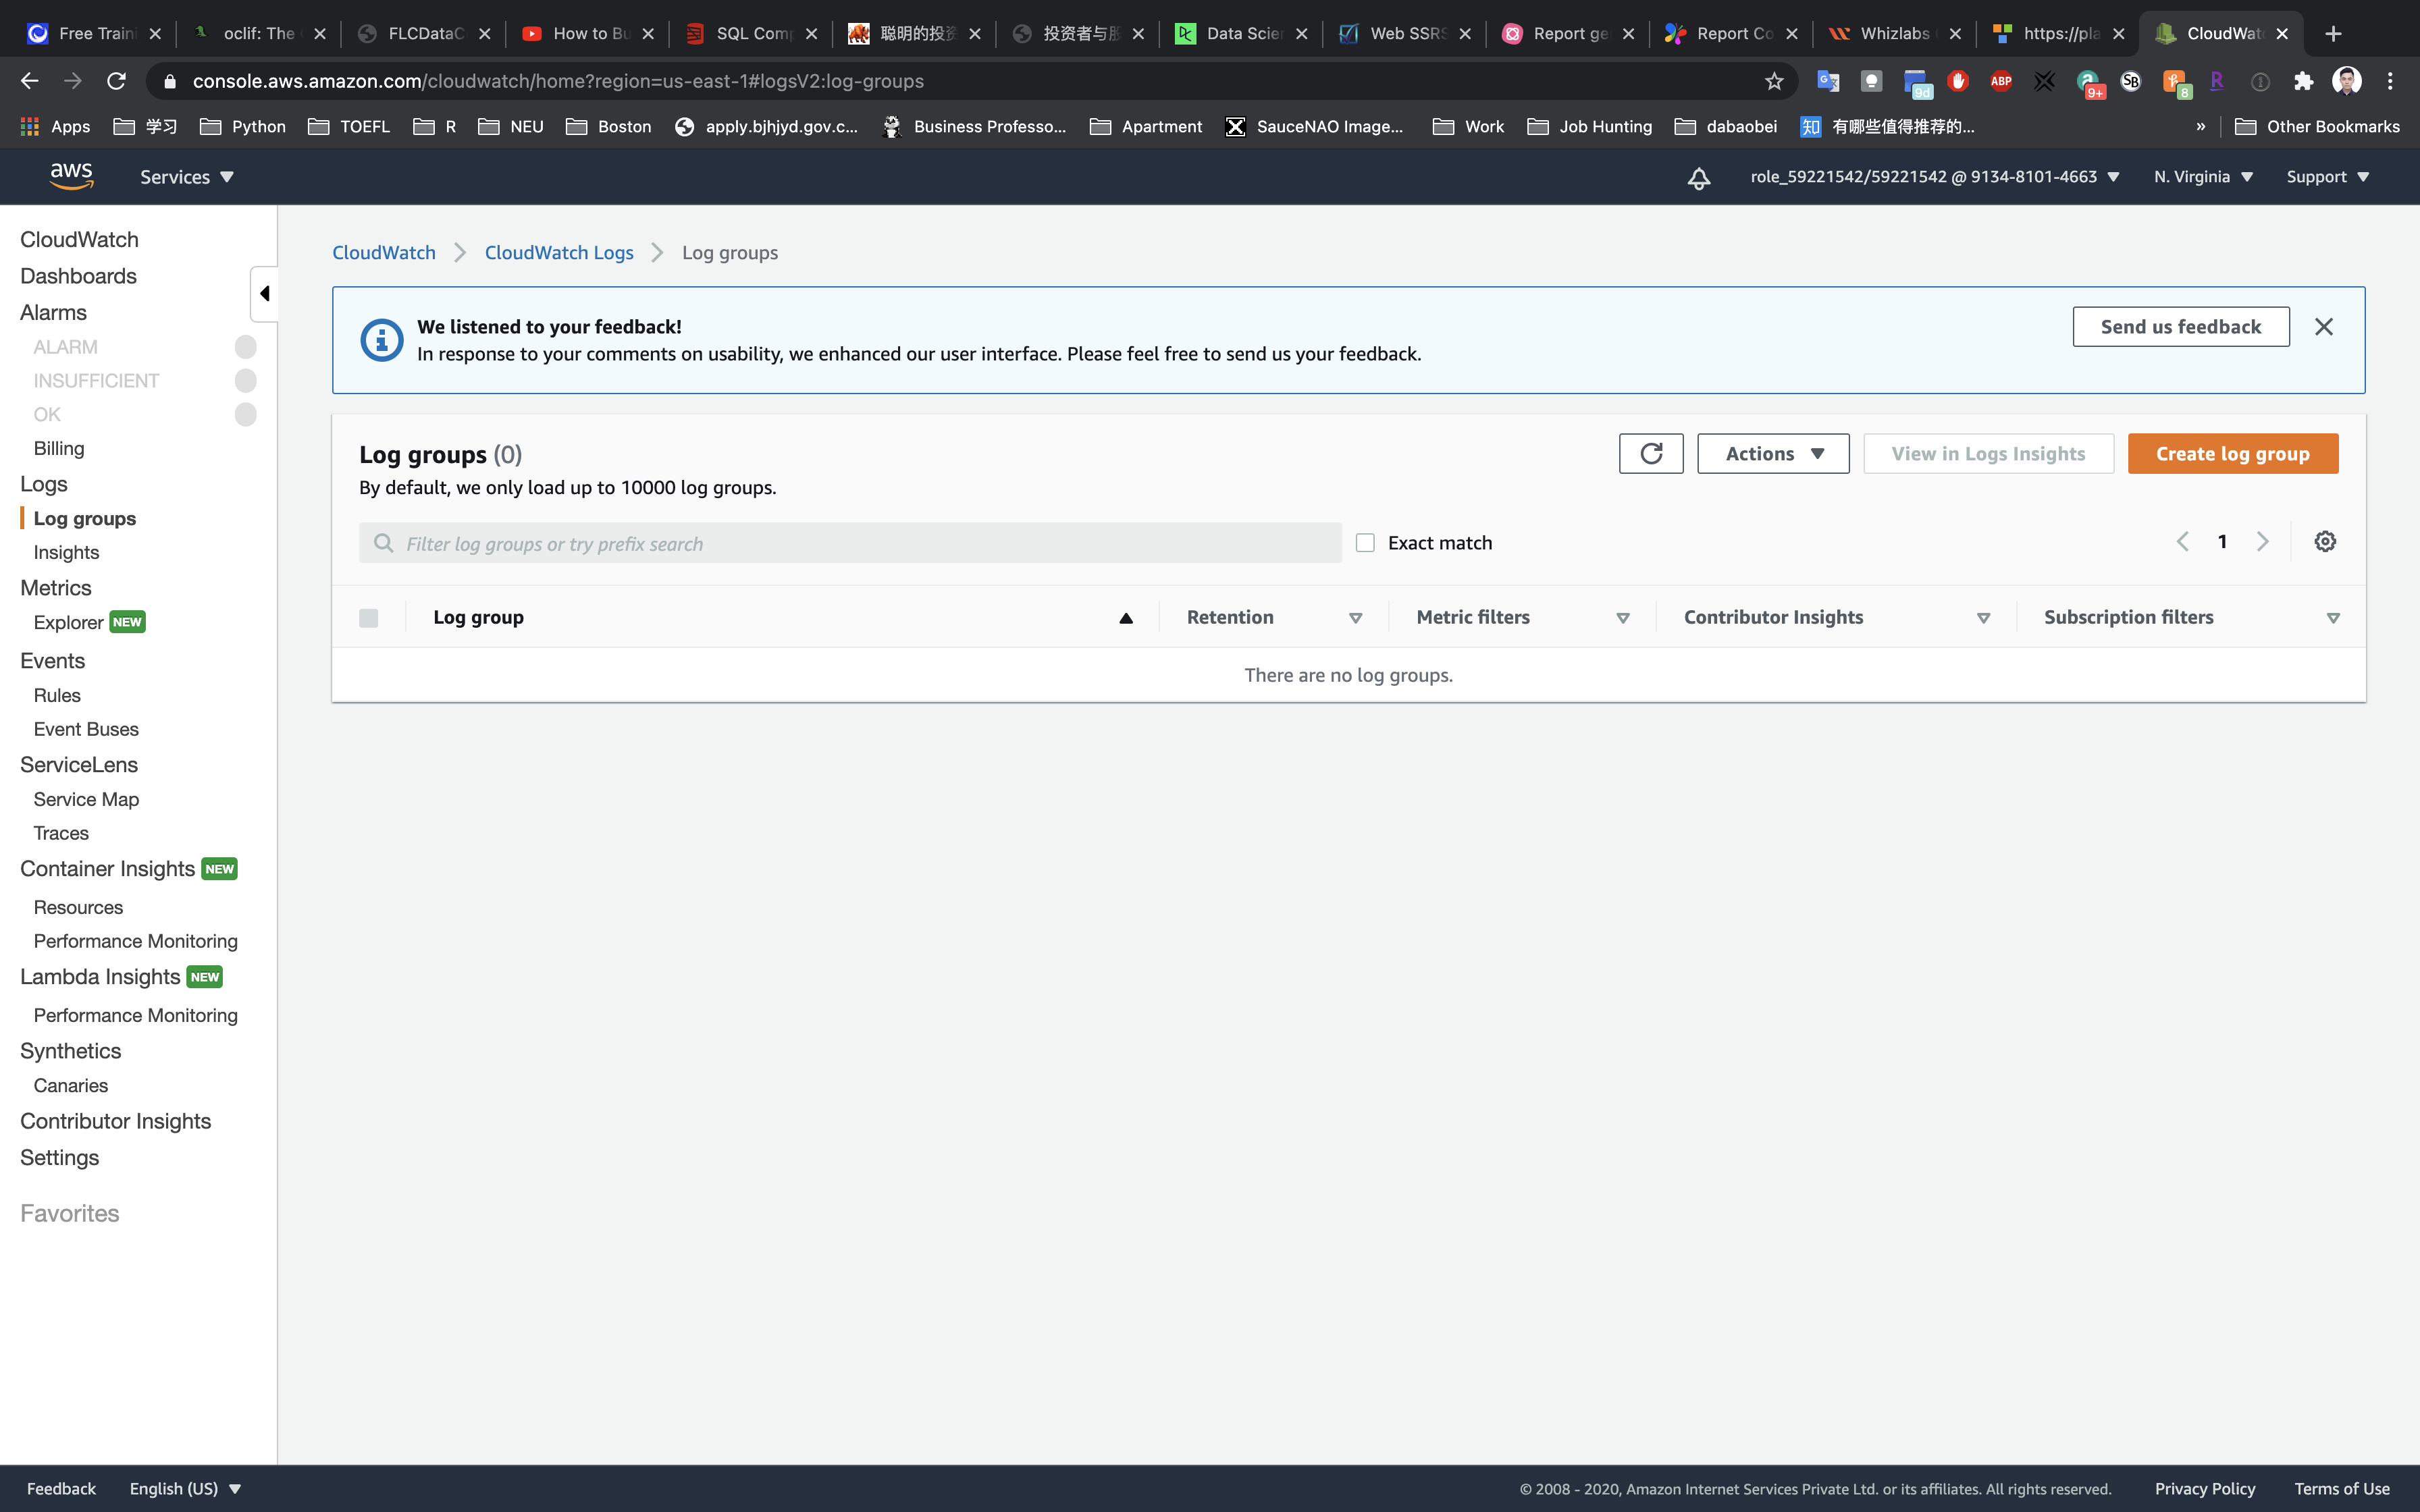 Free Traini
oclif: The
FLCDataC
How to Bu
SQL Comp
聪明的投资
投资者与股
Data Scien
Web SSRS
Report ge
Report Co
Whizlabs
https://pla
CloudWat
console.aws.amazon.com/cloudwatch/home?region=us-east-1#logsV2:log-groups
9d
ABP
9+
SB
8
R
Apps
学习
Python
TOEFL
R
NEU
Boston
apply.bjhjyd.gov.c...
Business Professo...
Apartment
SauceNAO Image...
Work
Job Hunting
dabaobei
知
有哪些值得推荐的...
»
Other Bookmarks
aws
Services
role_59221542/59221542 @ 9134-8101-4663
N. Virginia
Support
CloudWatch
Dashboards
Alarms
ALARM
INSUFFICIENT
OK
Billing
Logs
Log groups
Insights
Metrics
Explorer NEW
Events
Rules
Event Buses
ServiceLens
Service Map
Traces
Container Insights NEW
Resources
Performance Monitoring
Lambda Insights NEW
Performance Monitoring
Synthetics
Canaries
Contributor Insights
Settings
Favorites
CloudWatch
CloudWatch Logs
Log groups
We listened to your feedback!
In response to your comments on usability, we enhanced our user interface. Please feel free to send us your feedback.
Send us feedback
Log groups (0)
By default, we only load up to 10000 log groups.
Actions
View in Logs Insights
Create log group
Filter log groups or try prefix search
Exact match
1
Log group
Retention
Metric filters
Contributor Insights
Subscription filters
There are no log groups.
Feedback
English (US)
© 2008 - 2020, Amazon Internet Services Private Ltd. or its affiliates. All rights reserved.
Privacy Policy
Terms of Use